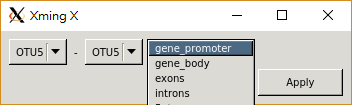 Xming X
OTU5 - OTU5
gene_promoter
gene_body
exons
introns
Apply